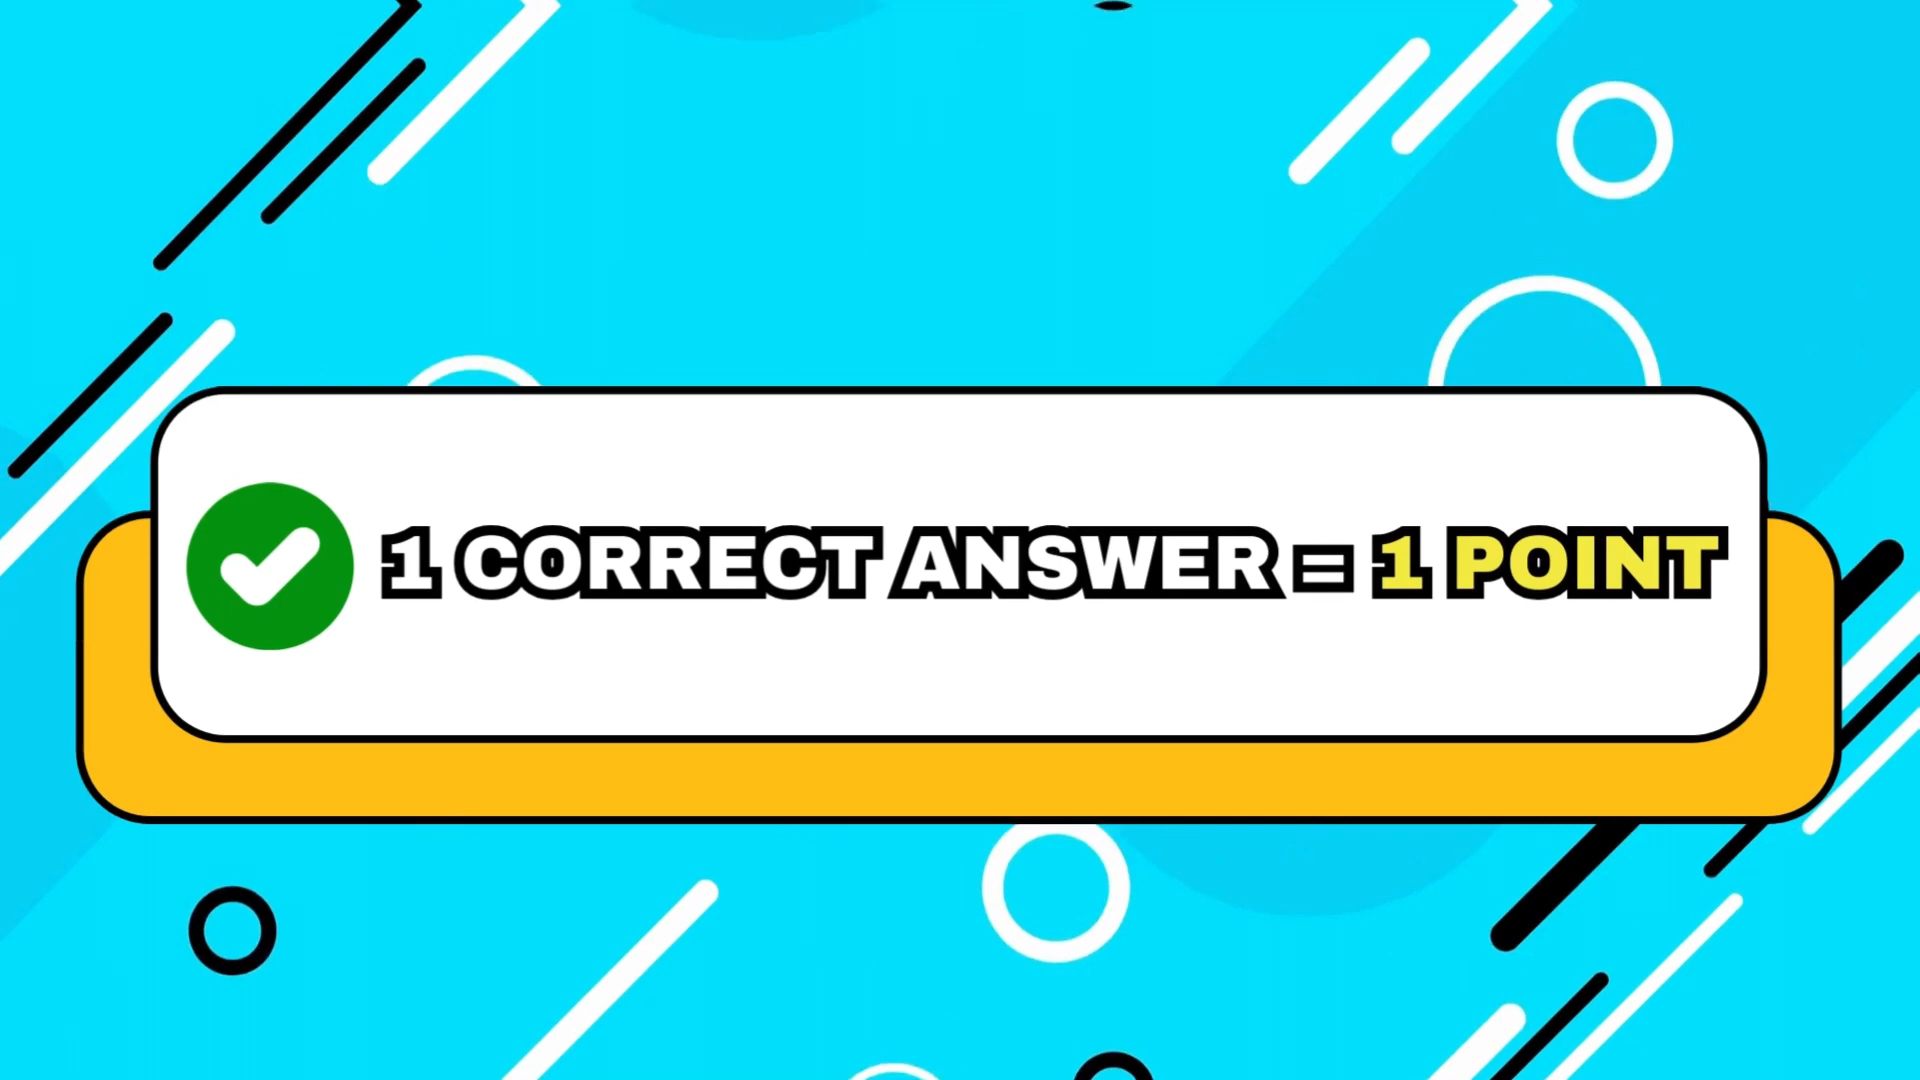 1 CORRECT ANSWER = 1 POINT